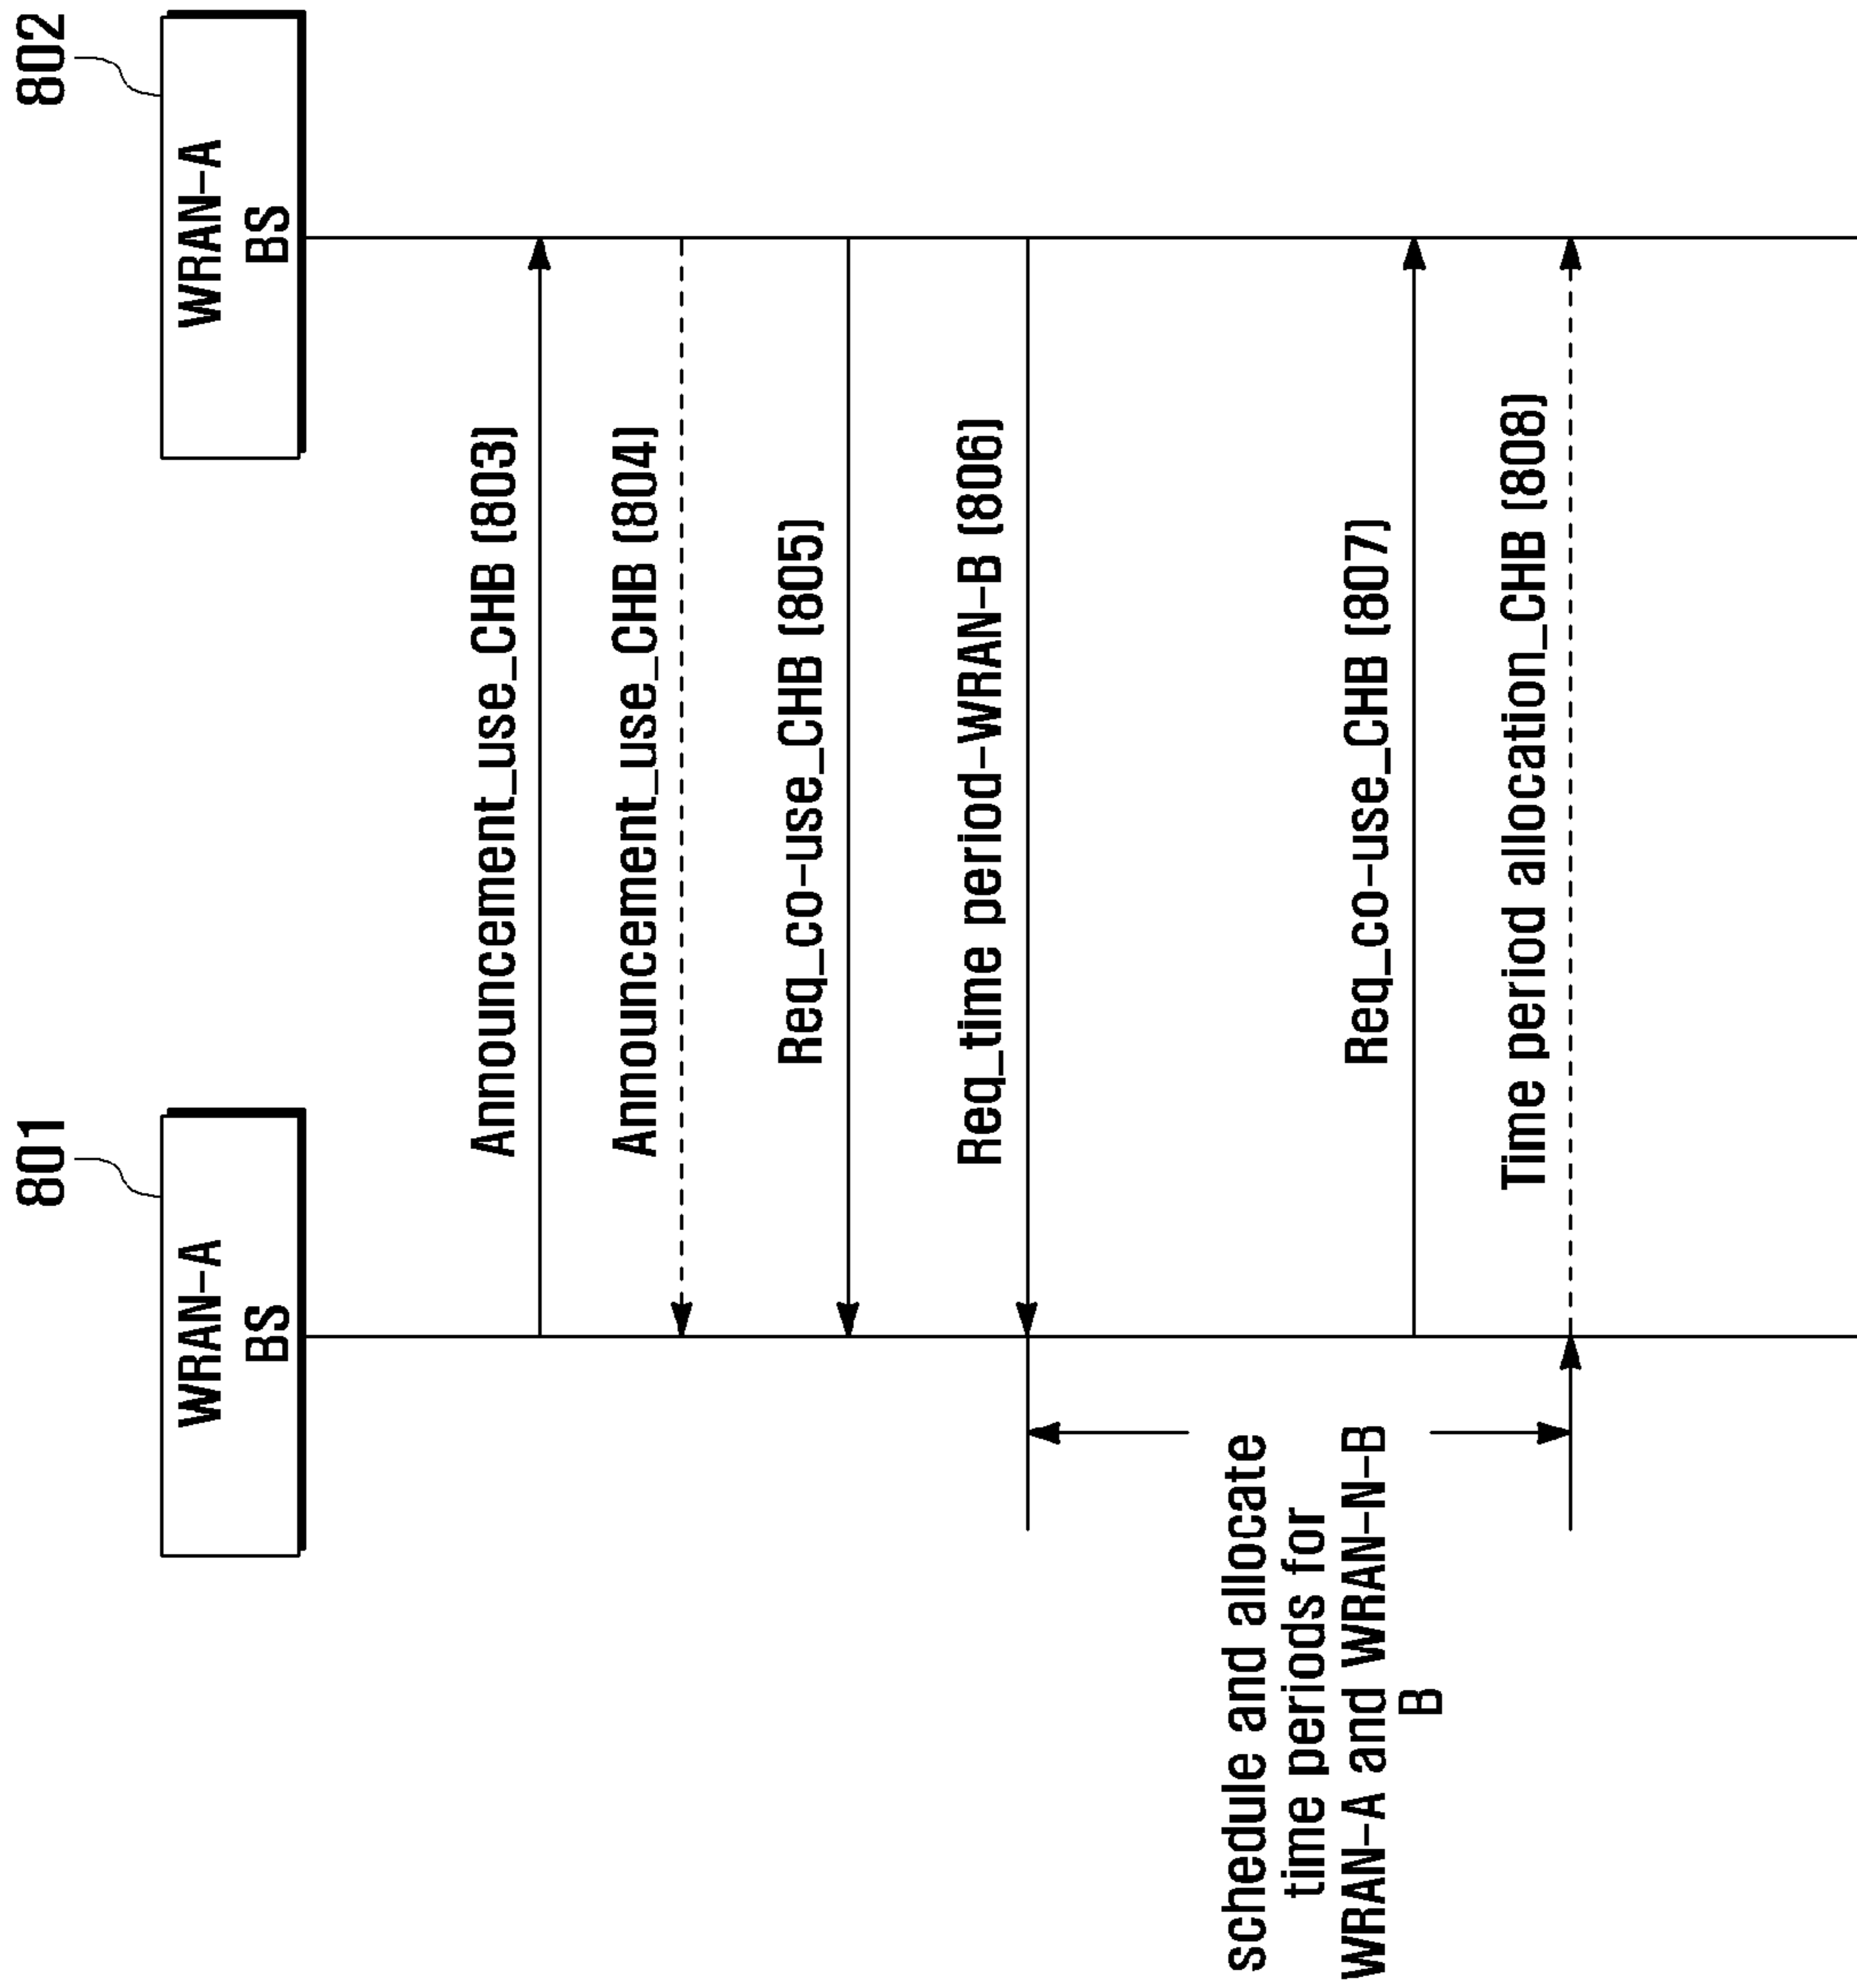 801
802
WRAN-A
BS
WRAN-A
BS
Announcement_use_CHB (803)
Announcement_use_CHB (804)
Req_co-use_CHB (805)
Req_time period-WRAN-B (806)
schedule and allocate
time periods for
WRAN-A and WRAN-N-B
B
Req_co-use_CHB (807)
Time period allocation_CHB (808)